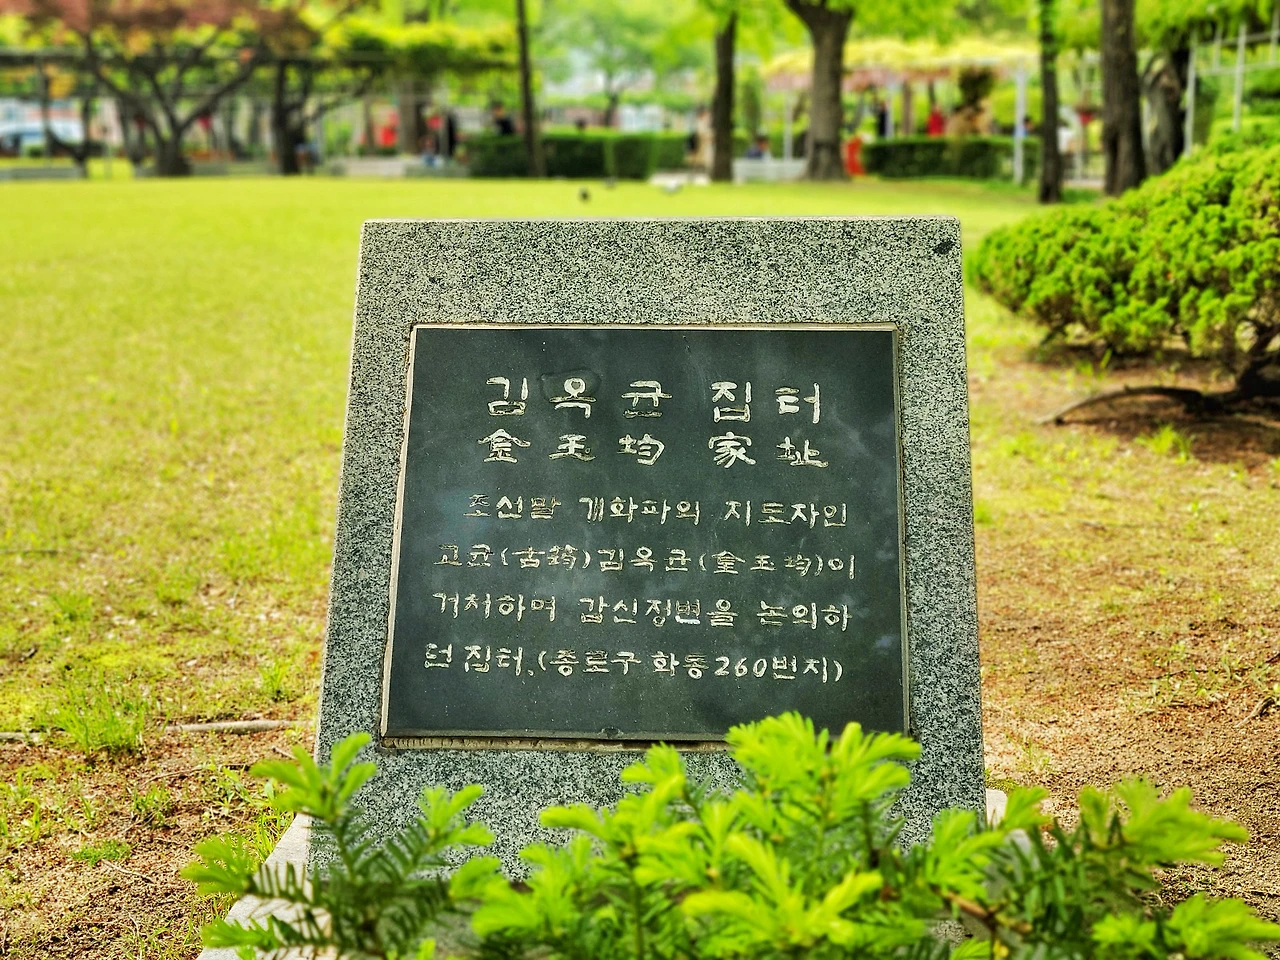 김옥균 집터
金玉均 家址
조선말 개화파의 지도자인
고균(古筠)김옥균(金玉均)이
거처하며 갑신정변을 논의하
던 집터.(종로구 화동260번지)